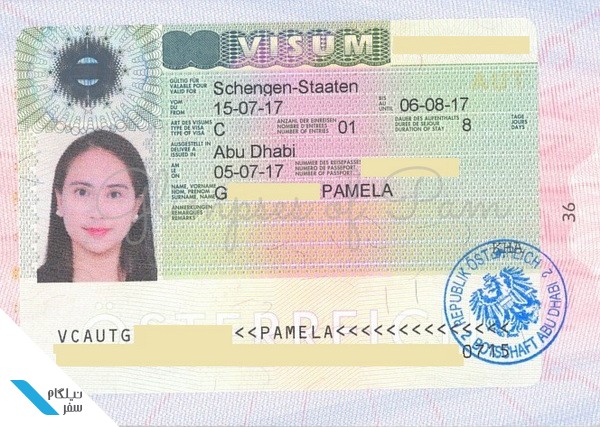 VISUM
GÜLTIG FÜR
VALABLE POUR
VALID FOR
Schengen-Staaten
VOM
DU
FROM
15-07-17
BIS
AU
UNTIL
06-08-17
ART DES VISUMS
TYPE DE VISA
TYPE OF VISA
C
ANZAHL DER EINREISEN
NOMBRE D'ENTRÉES
NUMBER OF ENTRIES
01
DAUER DES AUFENTHALTS
DURÉE DE SÉJOUR
DURATION OF STAY
8
TAGE
JOURS
DAYS
AUSGESTELLT IN
DÉLIVRÉ À
ISSUED IN
Abu Dhabi
AM
LE
ON
05-07-17
NUMMER DES REISEPASSES
NUMÉRO DE PASSEPORT
NUMBER OF PASSPORT
NAME, VORNAME
NOM, PRÉNOM
SURNAME, NAME
G PAMELA
ANMERKUNGEN
REMARQUES
REMARKS
Glimpses of Pam
36
REPUBLIK ÖSTERREICH
BOTSCHAFT ABU DHABI 2
ÖSTERREICH
VCAUTG <<PAMELA<<<<<<<<<<<<<<
0715
نیلگام
سفر